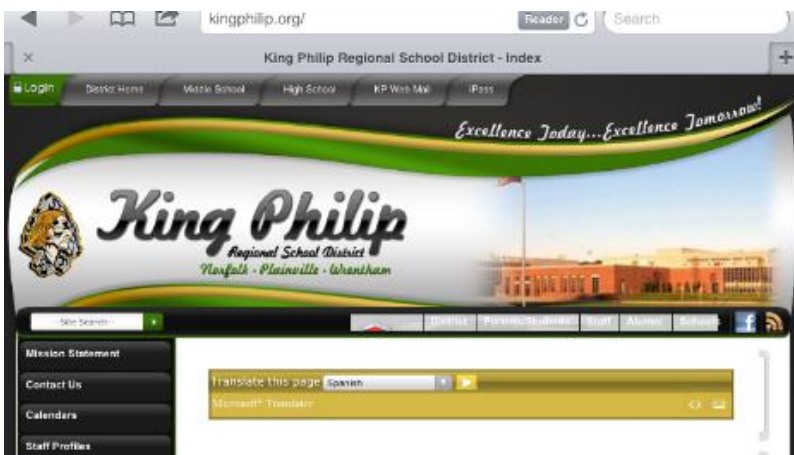 kingphilip.org/ Reader Search
King Philip Regional School District - Index
Login District Home Middle School High School KP Web Mail iPass
Excellence Today...Excellence Tomorrow!
King Philip
Regional School District
Norfolk - Plainville - Wrentham
Site Search District Parents/Students Staff Alumni Schools
Mission Statement
Translate this page Spanish
Contact Us
Microsoft® Translator
Calendars
Staff Profiles